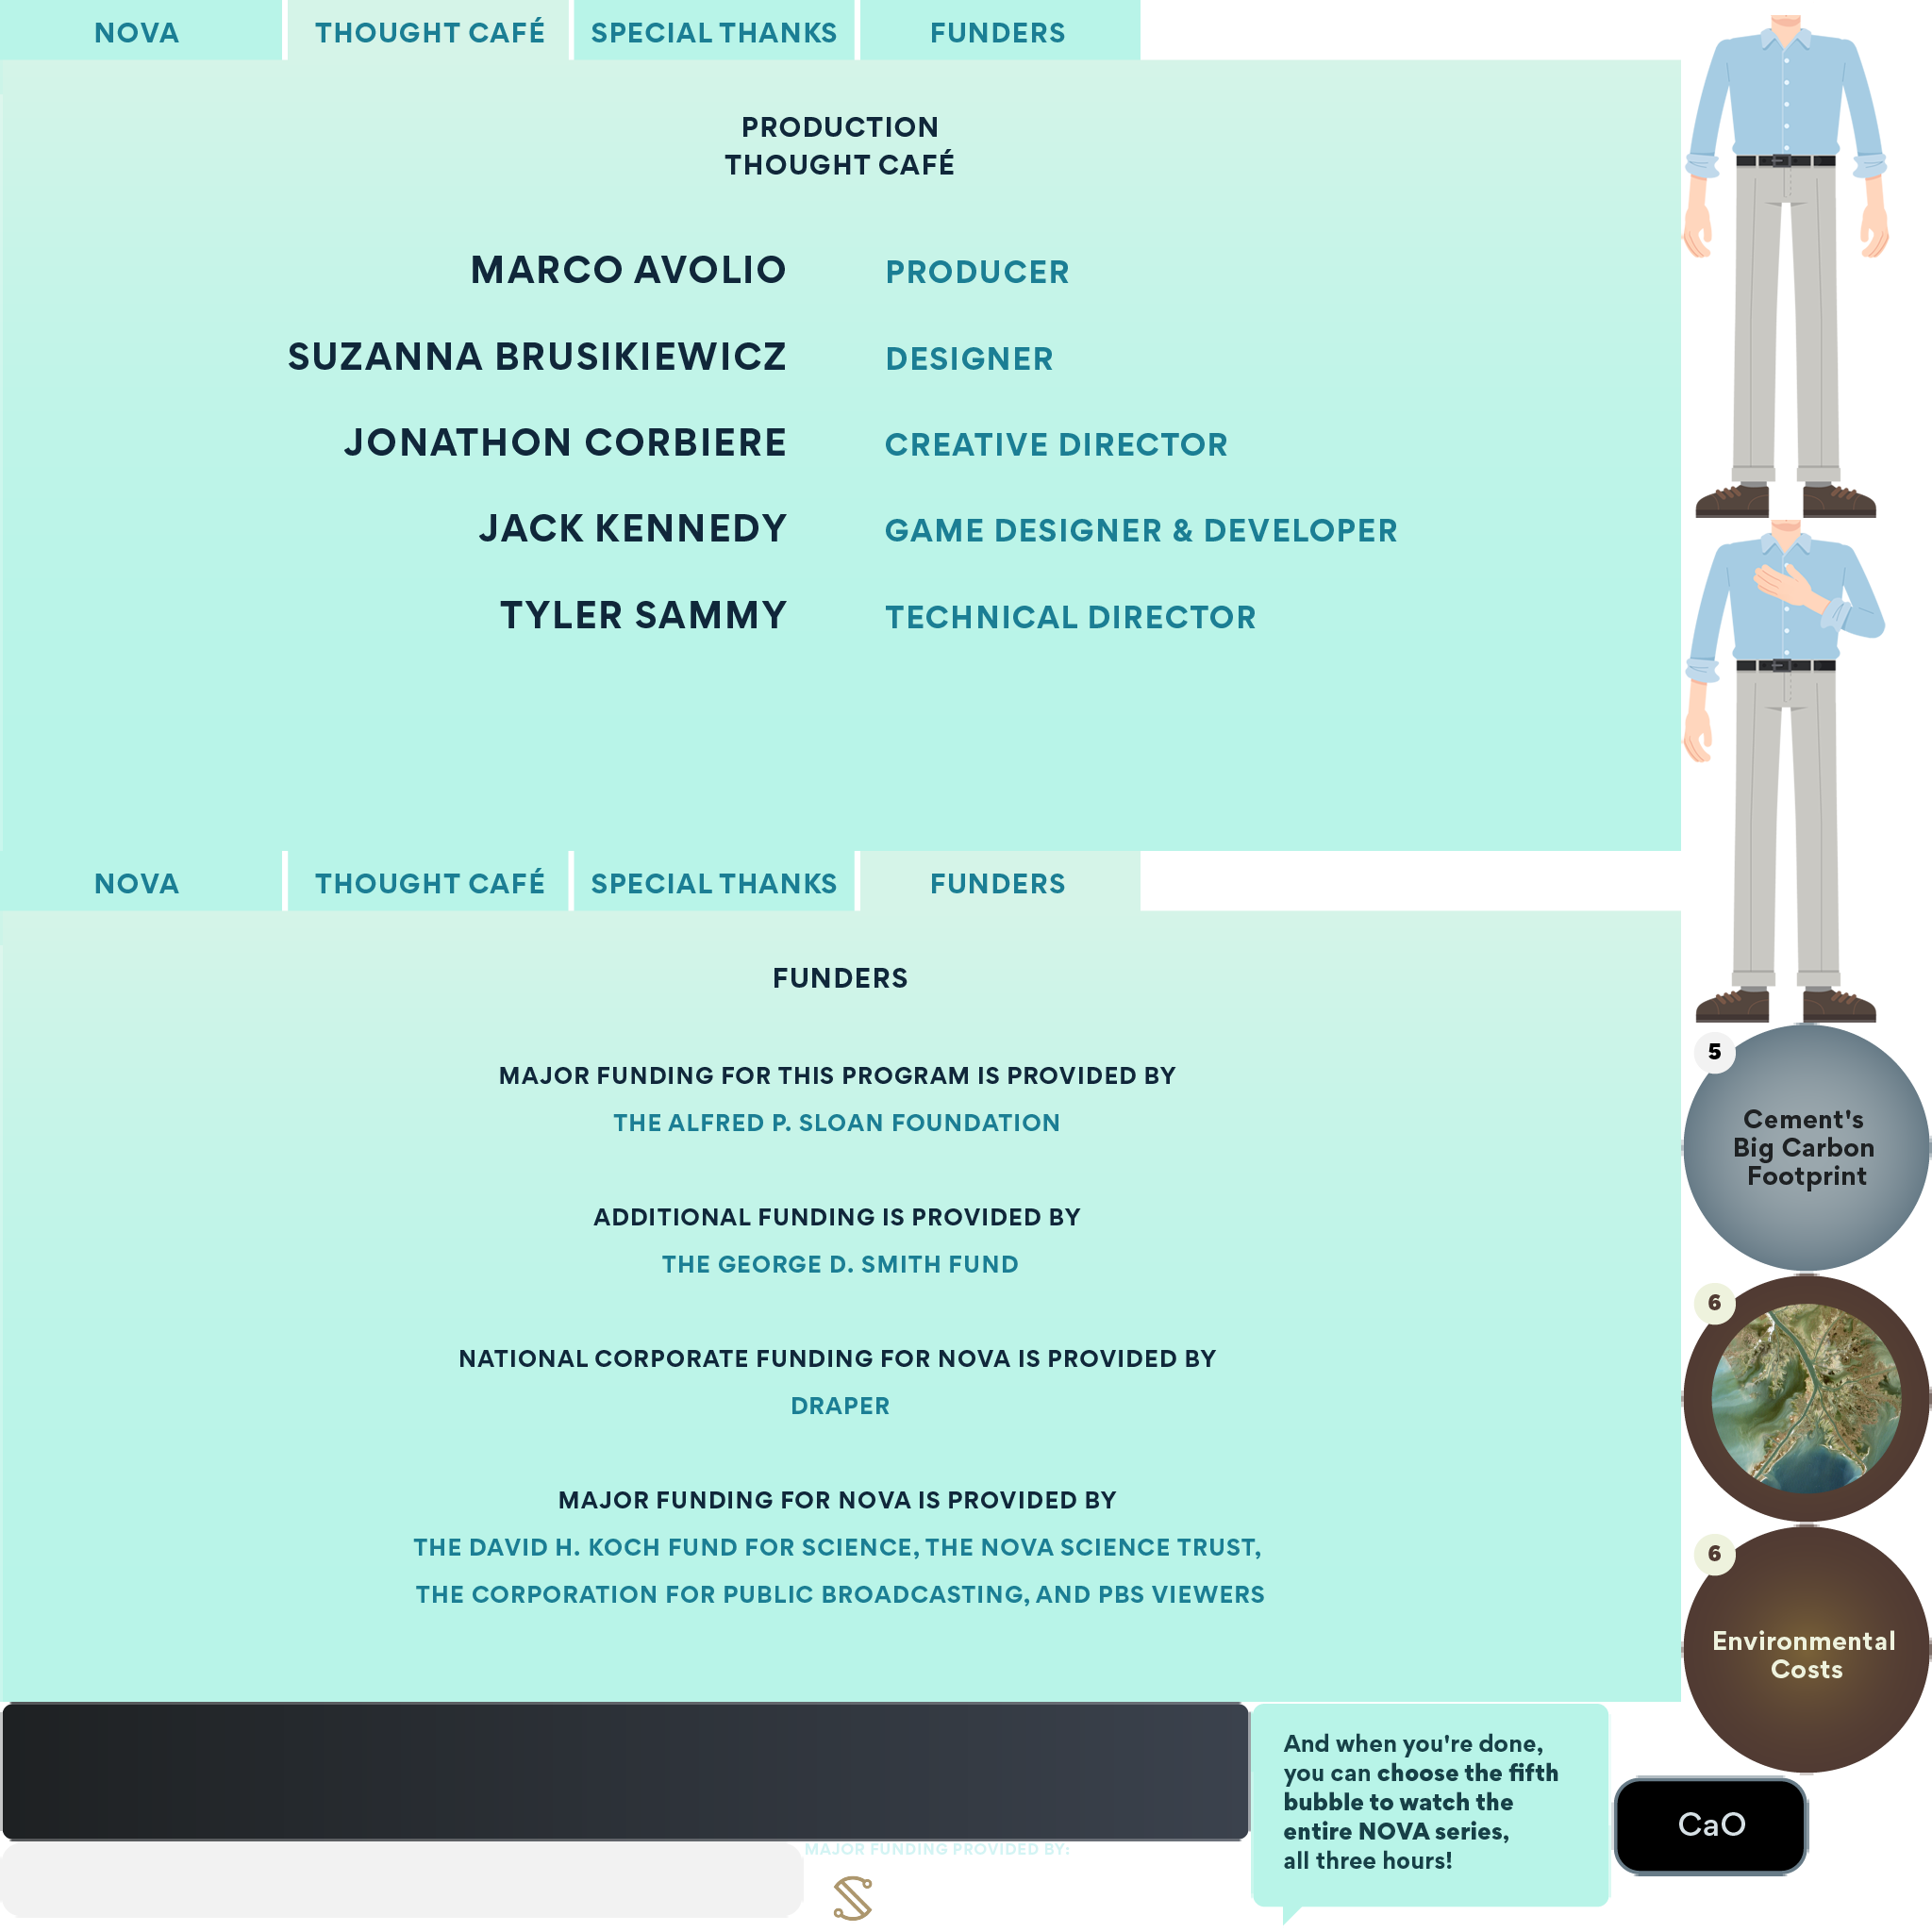 NOVA
THOUGHT CAFÉ
SPECIAL THANKS
FUNDERS
PRODUCTION
THOUGHT CAFÉ
MARCO AVOLIO PRODUCER
SUZANNA BRUSIKIEWICZ DESIGNER
JONATHON CORBIERE CREATIVE DIRECTOR
JACK KENNEDY GAME DESIGNER & DEVELOPER
TYLER SAMMY TECHNICAL DIRECTOR
NOVA
THOUGHT CAFÉ
SPECIAL THANKS
FUNDERS
FUNDERS
MAJOR FUNDING FOR THIS PROGRAM IS PROVIDED BY
THE ALFRED P. SLOAN FOUNDATION
ADDITIONAL FUNDING IS PROVIDED BY
THE GEORGE D. SMITH FUND
NATIONAL CORPORATE FUNDING FOR NOVA IS PROVIDED BY
DRAPER
MAJOR FUNDING FOR NOVA IS PROVIDED BY
THE DAVID H. KOCH FUND FOR SCIENCE, THE NOVA SCIENCE TRUST,
THE CORPORATION FOR PUBLIC BROADCASTING, AND PBS VIEWERS
5
Cement's
Big Carbon
Footprint
6
6
Environmental
Costs
And when you're done,
you can choose the fifth
bubble to watch the
entire NOVA series,
all three hours!
CaO
MAJOR FUNDING PROVIDED BY: